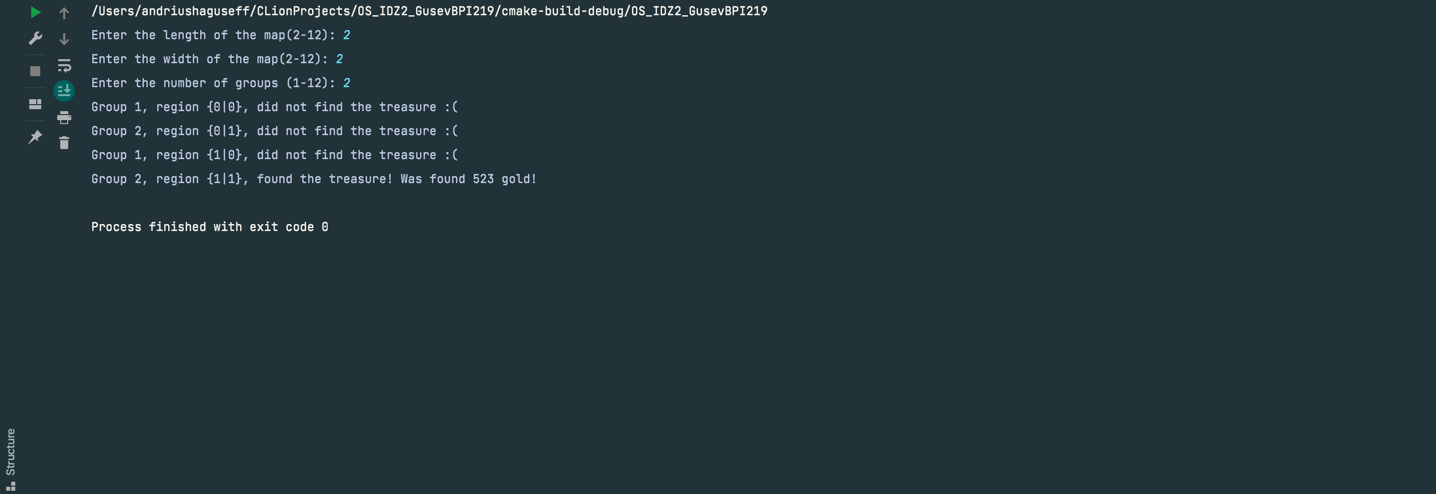 /Users/andriushaguseff/CLionProjects/OS_IDZ2_GusevBPI219/cmake-build-debug/OS_IDZ2_GusevBPI219
Enter the length of the map(2-12): 2
Enter the width of the map(2-12): 2
Enter the number of groups (1-12): 2
Group 1, region {0|0}, did not find the treasure :(
Group 2, region {0|1}, did not find the treasure :(
Group 1, region {1|0}, did not find the treasure :(
Group 2, region {1|1}, found the treasure! Was found 523 gold!
Process finished with exit code 0
Structure